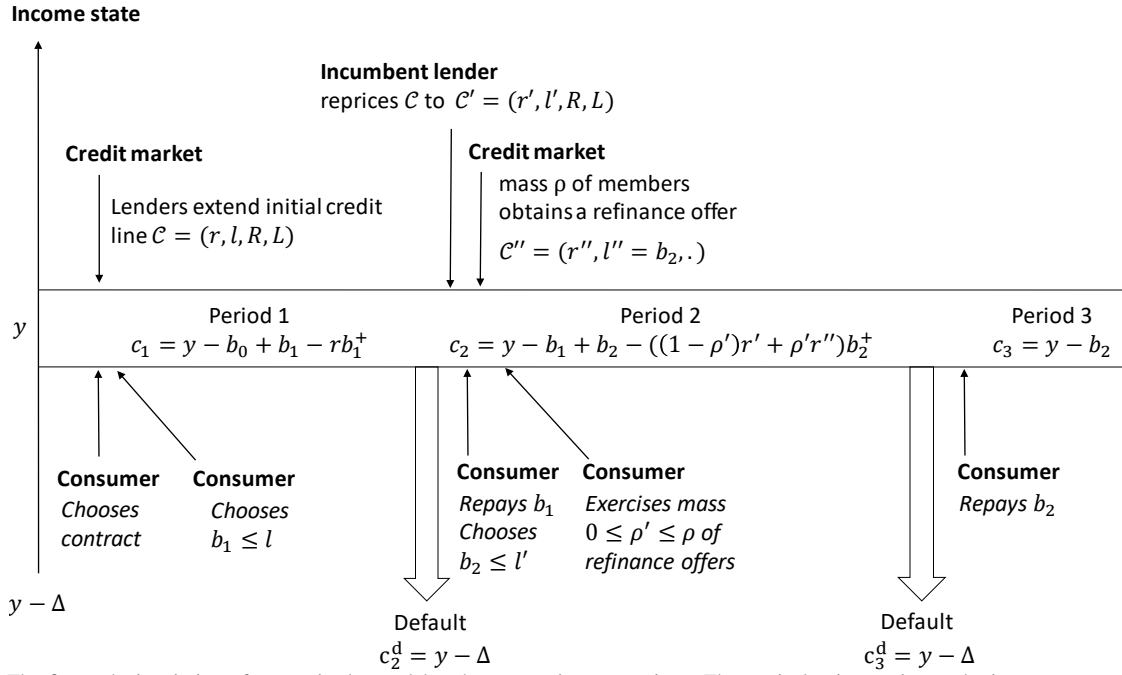 Income state
Incumbent lender
reprices 𝒞 to 𝒞′ = (r′, l′, R, L)
Credit market
Lenders extend initial credit
line 𝒞 = (r, l, R, L)
Credit market
mass ρ of members
obtains a refinance offer
𝒞′′ = (r′′, l′′ = b₂, .)
y
Period 1
c₁ = y − b₀ + b₁ − rb₁⁺
Period 2
c₂ = y − b₁ + b₂ − ((1 − ρ′)r′ + ρ′r′′)b₂⁺
Period 3
c₃ = y − b₂
Consumer
Chooses
contract
Consumer
Chooses
b₁ ≤ l
Consumer
Repays b₁
Chooses
b₂ ≤ l′
Consumer
Exercises mass
0 ≤ ρ′ ≤ ρ of
refinance offers
Consumer
Repays b₂
y − Δ
Default
c₂ᵈ = y − Δ
Default
c₃ᵈ = y − Δ